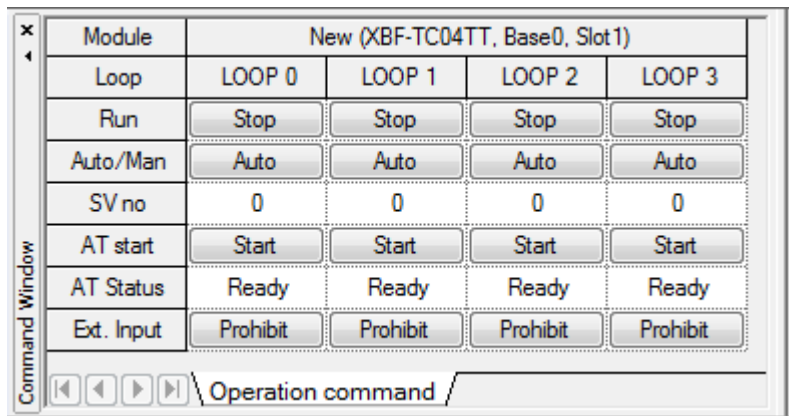 Module New (XBF-TC04TT, Base0, Slot1)
Loop LOOP 0 LOOP 1 LOOP 2 LOOP 3
Run Stop Stop Stop Stop
Auto/Man Auto Auto Auto Auto
SV no 0 0 0 0
AT start Start Start Start Start
AT Status Ready Ready Ready Ready
Ext. Input Prohibit Prohibit Prohibit Prohibit
Operation command
Command Window